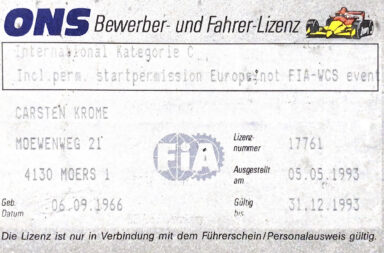 ONS Bewerber- und Fahrer-Lizenz
International Kategorie C
Incl.perm. startpermission Europe/not FIA-WCS event
CARSTEN KROME
MOEWENWEG 21
Lizenz-
nummer 17761
4130 MOERS 1
FIA
Ausgestellt
am 05.05.1993
Geb.
Datum 06.09.1966
Gültig
bis 31.12.1993
Die Lizenz ist nur in Verbindung mit dem Führerschein/Personalausweis gültig.